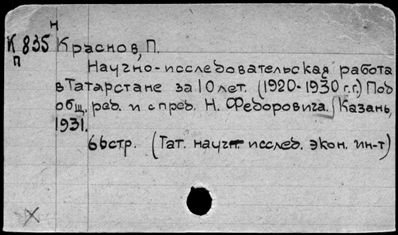 н
К 835 Краснов, П.
п
Научно-исследовательская работа
в Татарстане за 10 лет. (1920-1930 г.г.) Под
общ. ред. и с пред. Н. Федоровича. Казань,
1931.
66 стр. (Тат. научн. исслед. экон. ин-т)
X